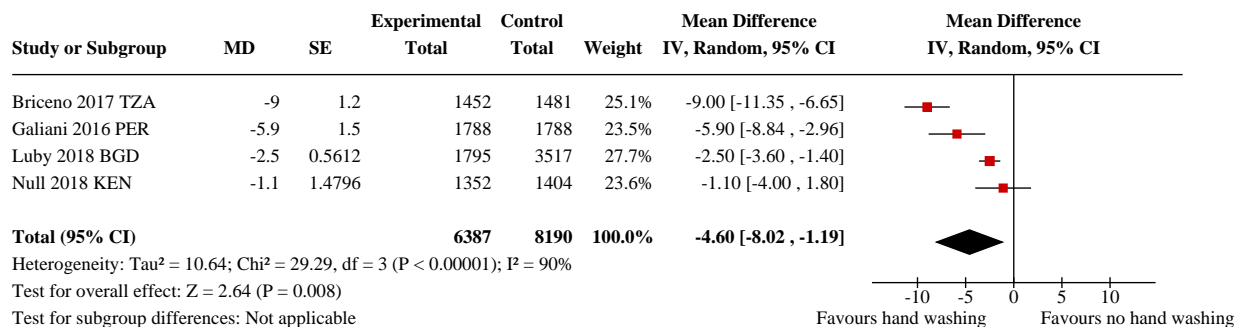 Experimental Control Mean Difference Mean Difference
Study or Subgroup MD SE Total Total Weight IV, Random, 95% CI IV, Random, 95% CI
Briceno 2017 TZA -9 1.2 1452 1481 25.1% -9.00 [-11.35 , -6.65]
Galiani 2016 PER -5.9 1.5 1788 1788 23.5% -5.90 [-8.84 , -2.96]
Luby 2018 BGD -2.5 0.5612 1795 3517 27.7% -2.50 [-3.60 , -1.40]
Null 2018 KEN -1.1 1.4796 1352 1404 23.6% -1.10 [-4.00 , 1.80]
Total (95% CI) 6387 8190 100.0% -4.60 [-8.02 , -1.19]
Heterogeneity: Tau² = 10.64; Chi² = 29.29, df = 3 (P < 0.00001); I² = 90%
Test for overall effect: Z = 2.64 (P = 0.008)
-10 -5 0 5 10
Test for subgroup differences: Not applicable
Favours hand washing Favours no hand washing